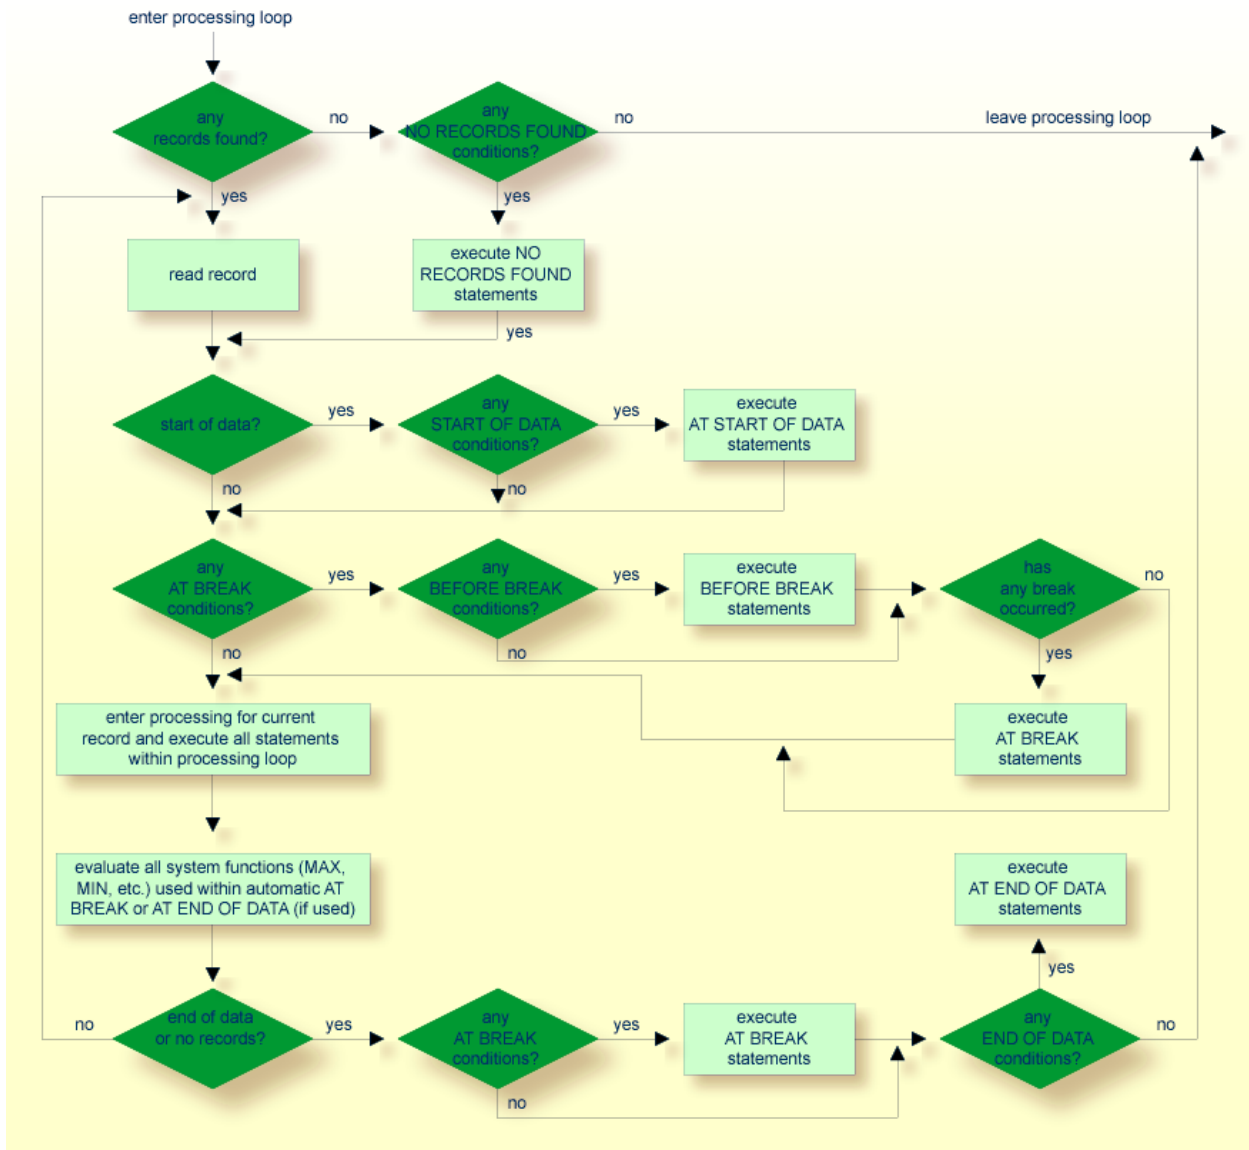 enter processing loop
any
records found?
no
any
NO RECORDS FOUND
conditions?
no
leave processing loop
yes
yes
read record
execute NO
RECORDS FOUND
statements
yes
start of data?
yes
any
START OF DATA
conditions?
yes
execute
AT START OF DATA
statements
no
no
any
AT BREAK
conditions?
yes
any
BEFORE BREAK
conditions?
yes
execute
BEFORE BREAK
statements
has
any break
occurred?
no
no
no
yes
enter processing for current
record and execute all statements
within processing loop
execute
AT BREAK
statements
evaluate all system functions (MAX,
MIN, etc.) used within automatic AT
BREAK or AT END OF DATA (if used)
execute
AT END OF DATA
statements
yes
no
end of data
or no records?
yes
any
AT BREAK
conditions?
yes
execute
AT BREAK
statements
any
END OF DATA
conditions?
no
no